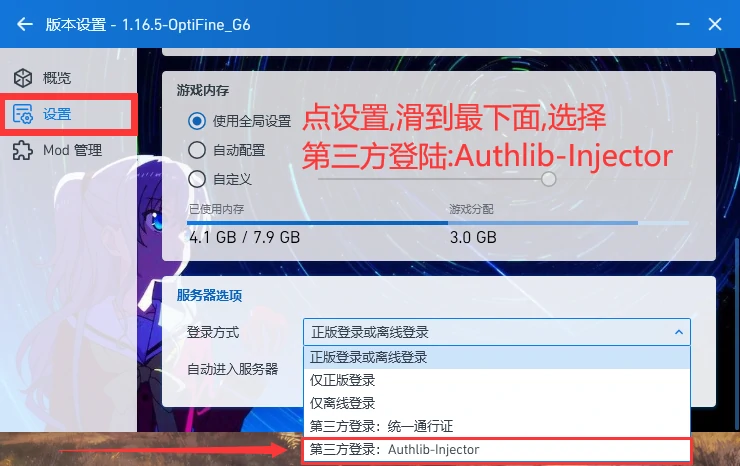 版本设置 - 1.16.5-OptiFine_G6
概览
设置
Mod 管理
游戏内存
使用全局设置
自动配置
自定义
点设置,滑到最下面,选择
第三方登陆:Authlib-Injector
已使用内存
游戏分配
4.1 GB / 7.9 GB
3.0 GB
服务器选项
登录方式
正版登录或离线登录
自动进入服务器
正版登录或离线登录
仅正版登录
仅离线登录
第三方登录：统一通行证
第三方登录：Authlib-Injector